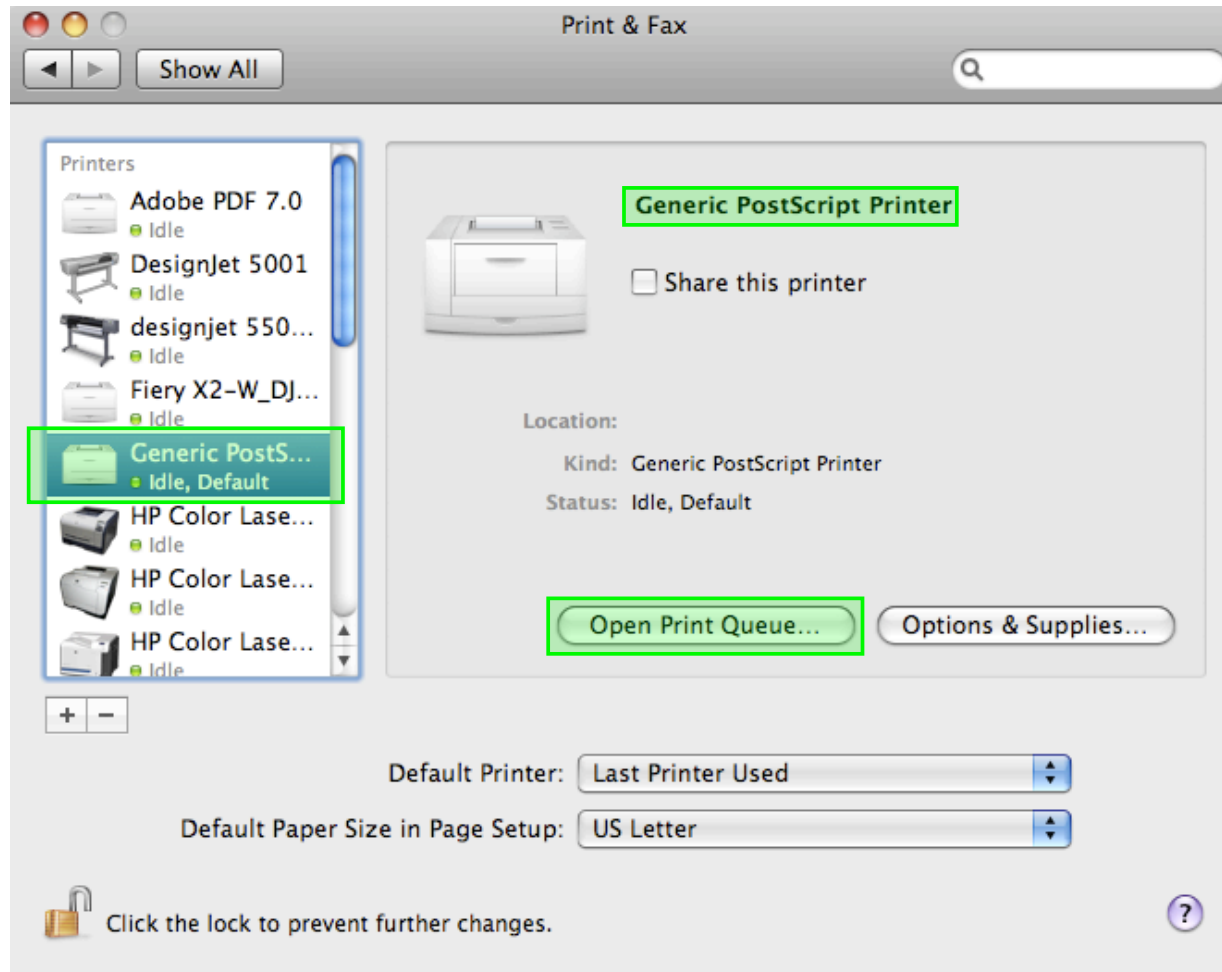 Print & Fax
Show All
Printers
Adobe PDF 7.0
Idle
DesignJet 5001
Idle
designjet 550...
Idle
Fiery X2-W_DJ...
Idle
Generic PostS...
Idle, Default
HP Color Lase...
Idle
HP Color Lase...
Idle
HP Color Lase...
Idle
+ −
Generic PostScript Printer
Share this printer
Location:
Kind: Generic PostScript Printer
Status: Idle, Default
Open Print Queue... Options & Supplies...
Default Printer: Last Printer Used
Default Paper Size in Page Setup: US Letter
Click the lock to prevent further changes.
?